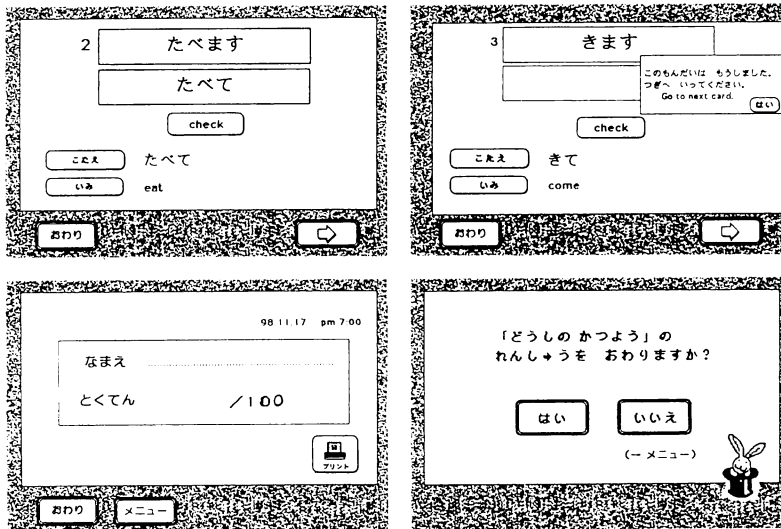 2 たべます
たべて
check
こたえ たべて
いみ eat
おわり
3 きます
このもんだいは もうしました。
つぎへ いってください。
Go to next card.
はい
check
こたえ きて
いみ come
おわり
98.11.17 pm 7:00
なまえ
とくてん /100
プリント
おわり メニュー
「どうしの かつよう」の
れんしゅうを おわりますか?
はい いいえ
(→ メニュー)